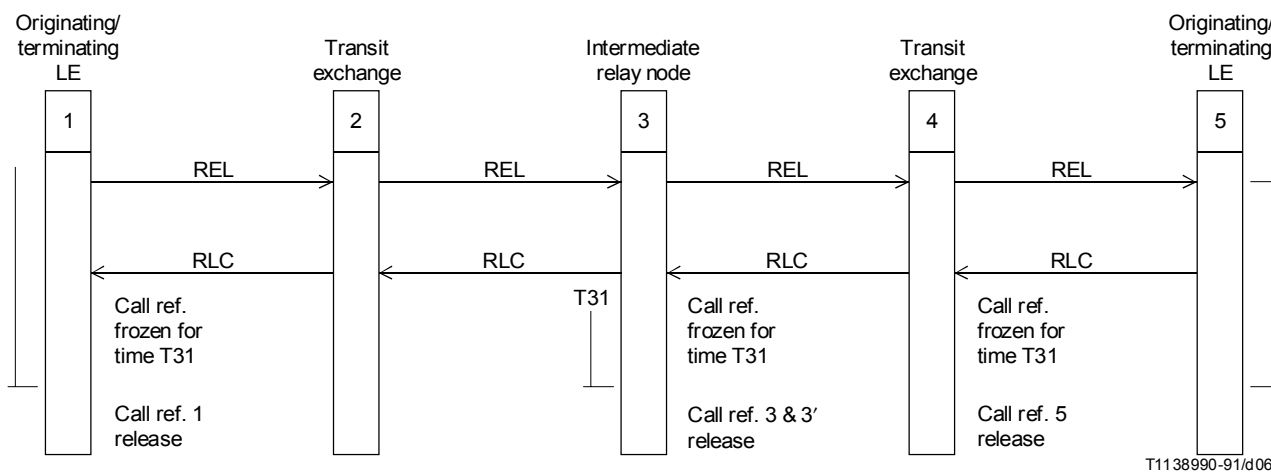 Originating/
terminating
LE
Transit
exchange
Intermediate
relay node
Transit
exchange
Originating/
terminating
LE
1
2
3
4
5
REL
REL
REL
REL
RLC
RLC
RLC
RLC
T31
Call ref.
frozen for
time T31
Call ref.
frozen for
time T31
Call ref.
frozen for
time T31
Call ref. 1
release
Call ref. 3 & 3′
release
Call ref. 5
release
T1138990-91/d06